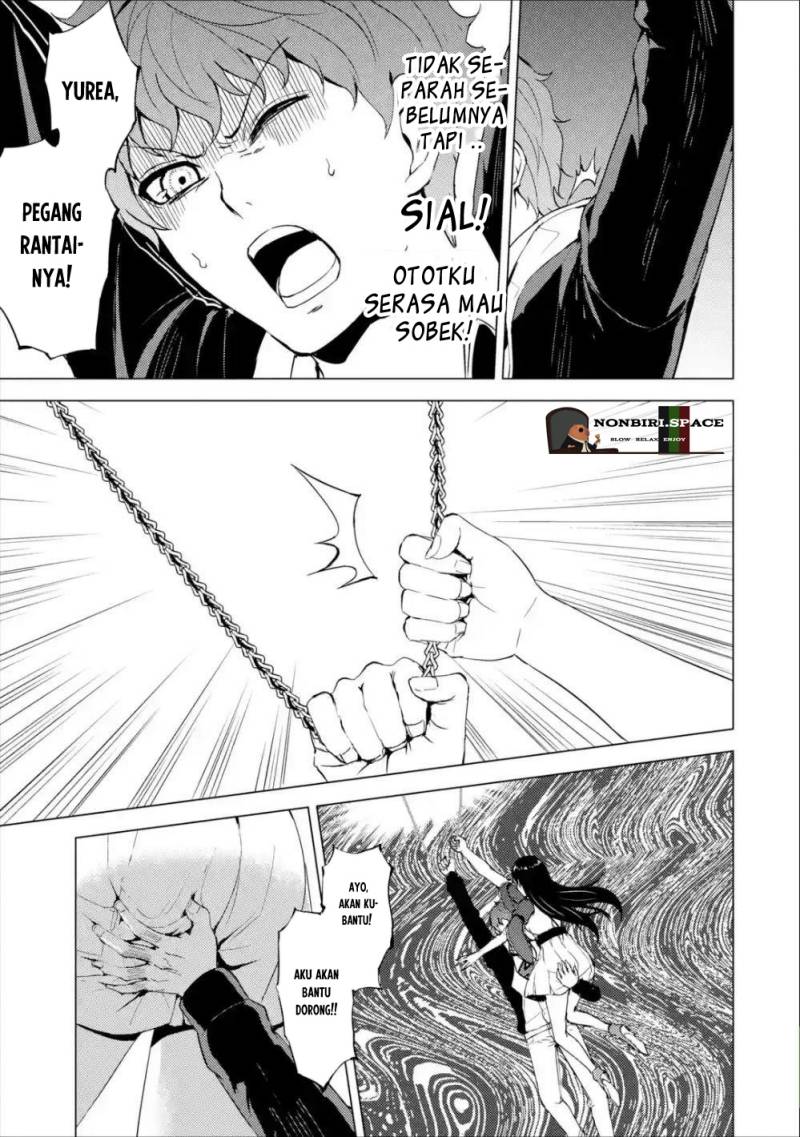 TIDAK SE-
PARAH SE-
BELUMNYA
TAPI ..
SIAL!
OTOTKU
SERASA MAU
SOBEK!
YUREA,
PEGANG
RANTAI-
NYA!
NONBIRI.SPACE
SLOW RELAX ENJOY
AYO,
AKAN KU-
BANTU!
AKU AKAN
BANTU
DORONG!!